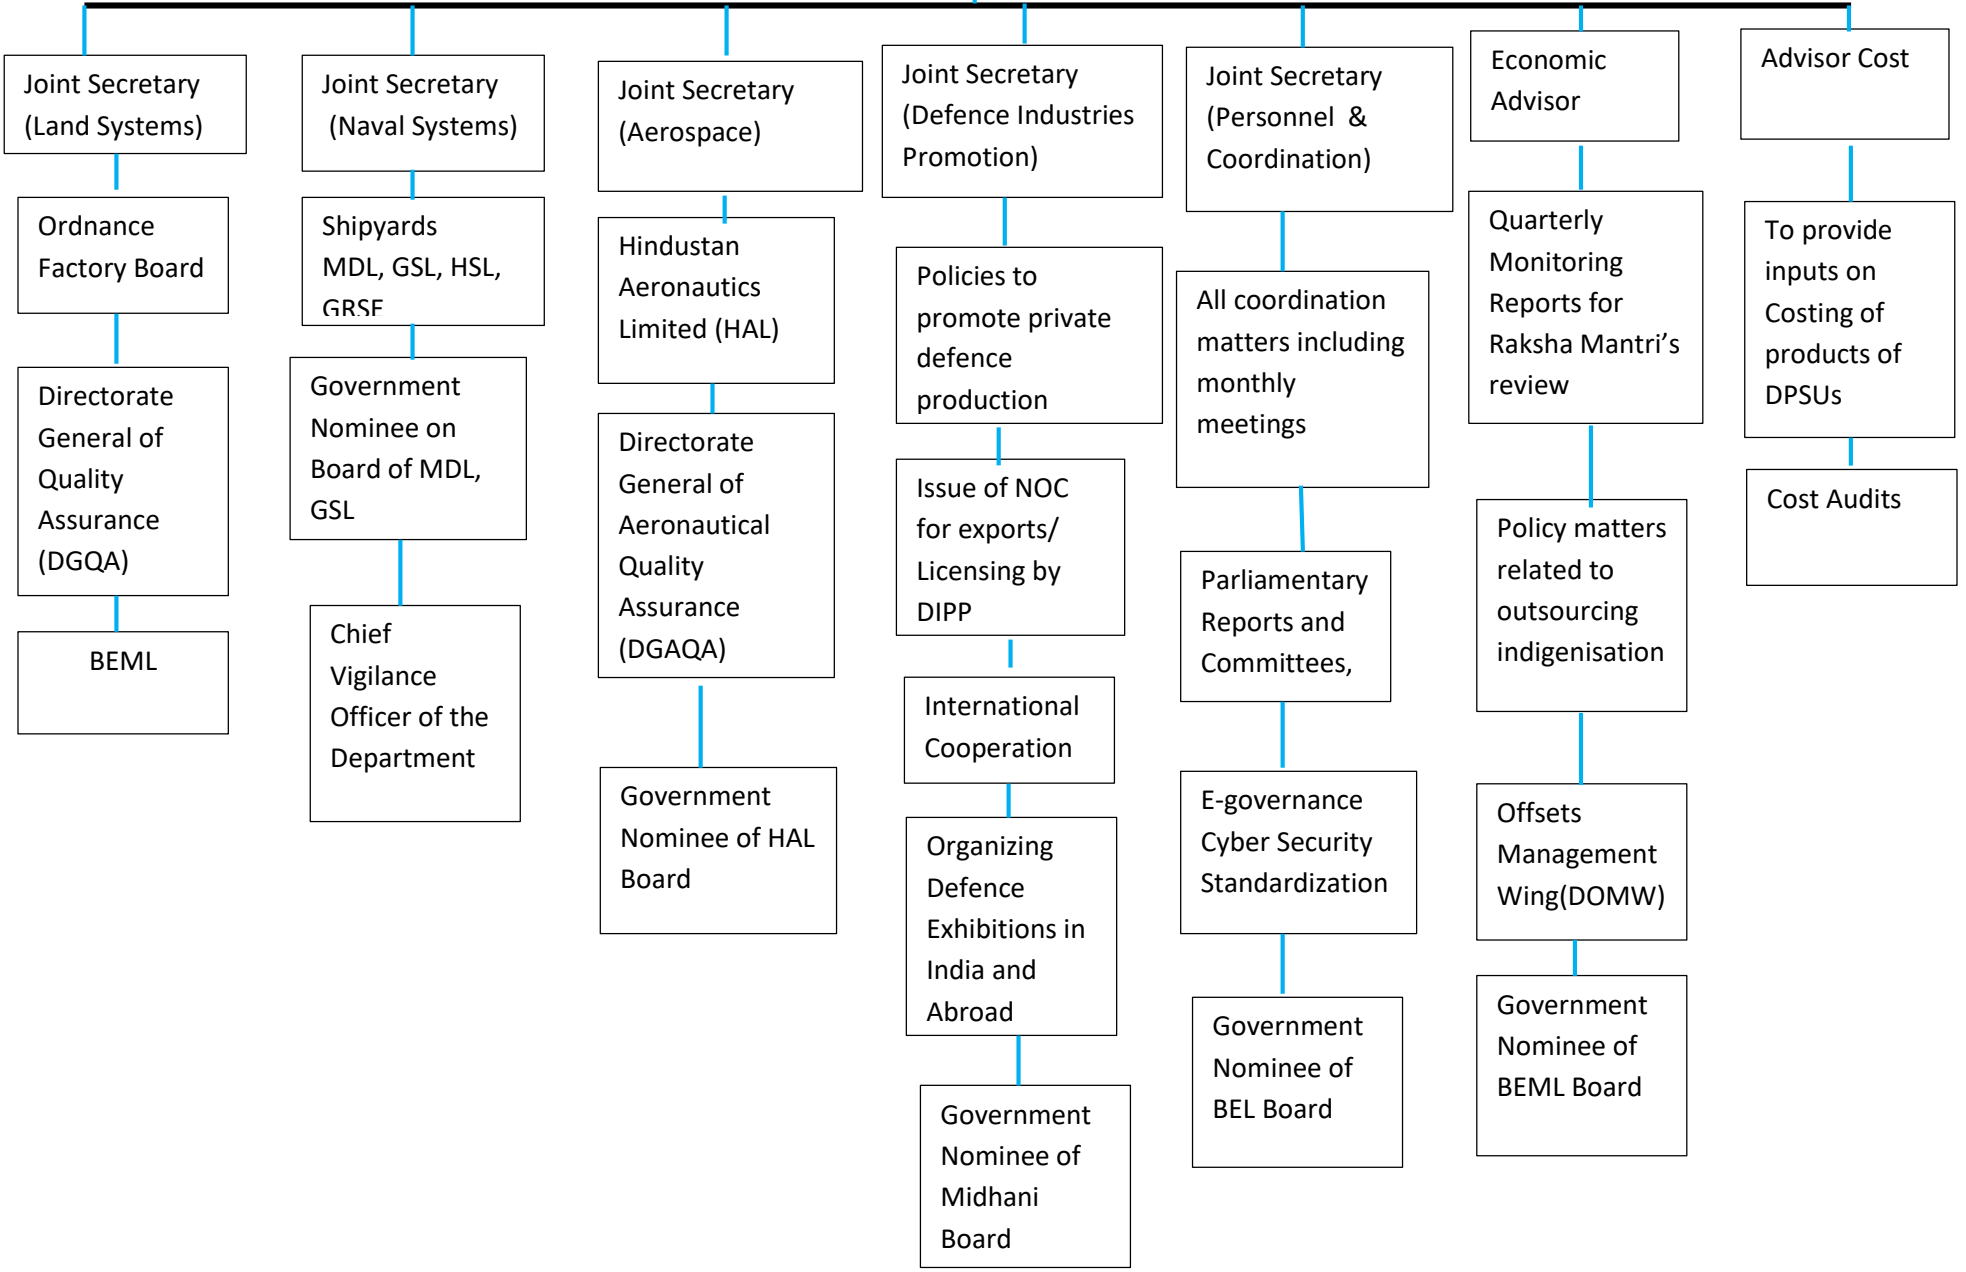 Joint Secretary
(Land Systems)
Ordnance
Factory Board
Directorate
General of
Quality
Assurance
(DGQA)
BEML
Joint Secretary
(Naval Systems)
Shipyards
MDL, GSL, HSL,
GRSE
Government
Nominee on
Board of MDL,
GSL
Chief
Vigilance
Officer of the
Department
Joint Secretary
(Aerospace)
Hindustan
Aeronautics
Limited (HAL)
Directorate
General of
Aeronautical
Quality
Assurance
(DGAQA)
Government
Nominee of HAL
Board
Joint Secretary
(Defence Industries
Promotion)
Policies to
promote private
defence
production
Issue of NOC
for exports/
Licensing by
DIPP
International
Cooperation
Organizing
Defence
Exhibitions in
India and
Abroad
Government
Nominee of
Midhani
Board
Joint Secretary
(Personnel &
Coordination)
All coordination
matters including
monthly
meetings
Parliamentary
Reports and
Committees,
E-governance
Cyber Security
Standardization
Government
Nominee of
BEL Board
Economic
Advisor
Quarterly
Monitoring
Reports for
Raksha Mantri’s
review
Policy matters
related to
outsourcing
indigenisation
Offsets
Management
Wing(DOMW)
Government
Nominee of
BEML Board
Advisor Cost
To provide
inputs on
Costing of
products of
DPSUs
Cost Audits